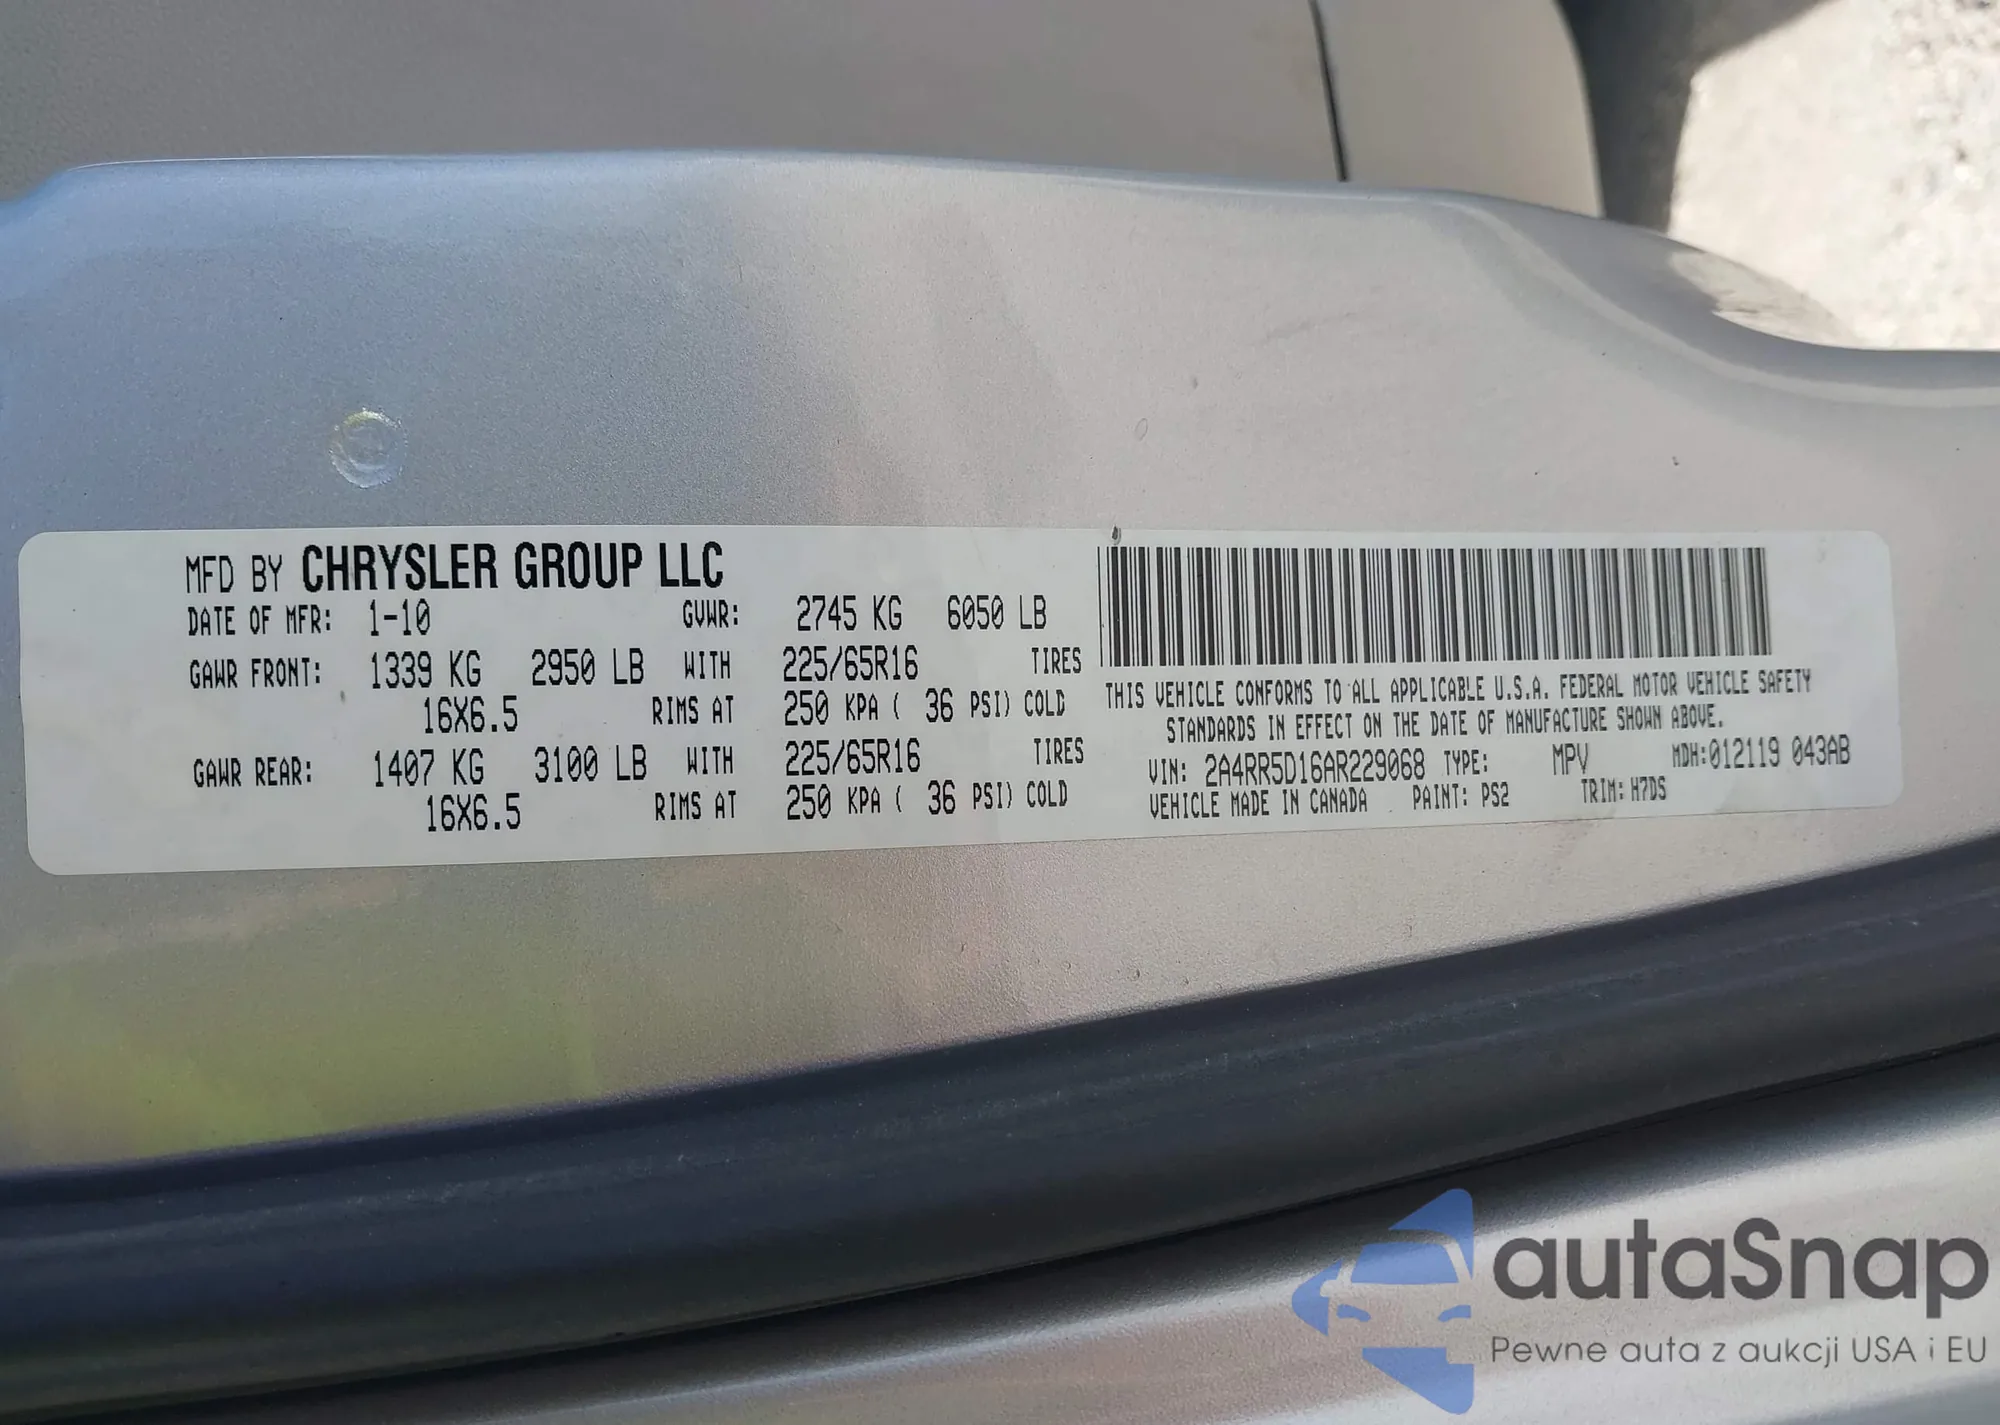 MFD BY CHRYSLER GROUP LLC
DATE OF MFR: 1-10 GVWR: 2745 KG 6050 LB
GAWR FRONT: 1339 KG 2950 LB WITH 225/65R16 TIRES
16X6.5 RIMS AT 250 KPA ( 36 PSI) COLD
GAWR REAR: 1407 KG 3100 LB WITH 225/65R16 TIRES
16X6.5 RIMS AT 250 KPA ( 36 PSI) COLD
THIS VEHICLE CONFORMS TO ALL APPLICABLE U.S.A. FEDERAL MOTOR VEHICLE SAFETY
STANDARDS IN EFFECT ON THE DATE OF MANUFACTURE SHOWN ABOVE.
VIN: 2A4RR5D16AR229068 TYPE: MPV MDH:012119 043AB
VEHICLE MADE IN CANADA PAINT: PS2 TRIM: H7DS
autaSnap
Pewne auta z aukcji USA i EU